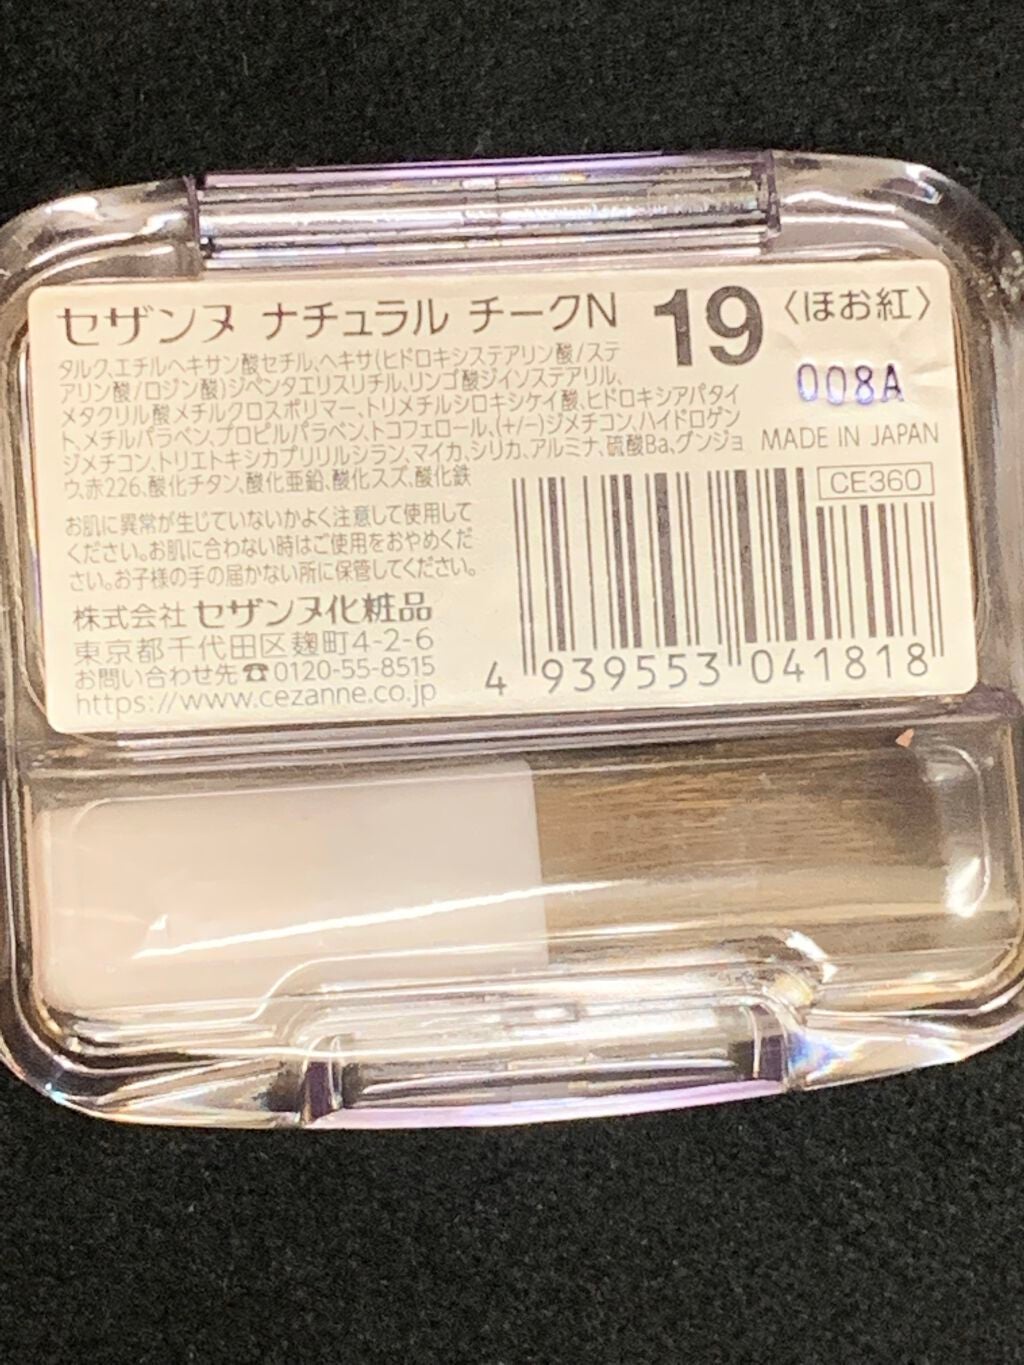 セザンヌ ナチュラル チークN 19 〈ほお紅〉
タルク、エチルヘキサン酸セチル、ヘキサ(ヒドロキシステアリン酸/ステ
アリン酸/ロジン酸)ジペンタエリスリチル、リンゴ酸ジイソステアリル、
メタクリル酸メチルクロスポリマー、トリメチルシロキシケイ酸、ヒドロキシアパタイ
ト、メチルパラベン、プロピルパラベン、トコフェロール、(+/−)ジメチコン、ハイドロゲン
ジメチコン、トリエトキシカプリリルシラン、マイカ、シリカ、アルミナ、硫酸Ba、グンジョ
ウ、赤226、酸化チタン、酸化亜鉛、酸化スズ、酸化鉄
008A
MADE IN JAPAN
CE360
お肌に異常が生じていないかよく注意して使用して
ください。お肌に合わない時はご使用をおやめくだ
さい。お子様の手の届かない所に保管してください。
株式会社 セザンヌ化粧品
東京都千代田区麹町4-2-6
お問い合わせ先☎0120-55-8515
https://www.cezanne.co.jp
4 939553 041818